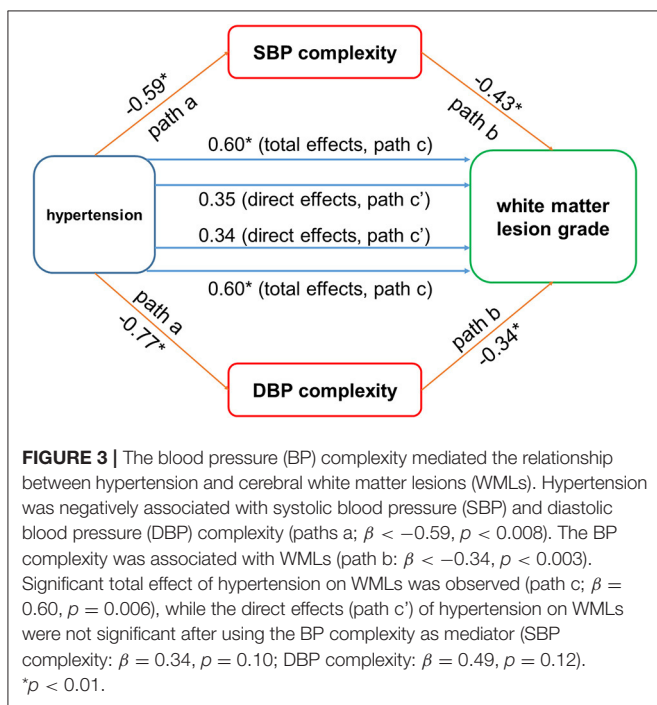 SBP complexity
-0.59*
path a
-0.43*
path b
0.60* (total effects, path c)
0.35 (direct effects, path c')
hypertension
white matter
lesion grade
0.34 (direct effects, path c')
0.60* (total effects, path c)
path a
-0.77*
path b
-0.34*
DBP complexity
FIGURE 3 | The blood pressure (BP) complexity mediated the relationship
between hypertension and cerebral white matter lesions (WMLs). Hypertension
was negatively associated with systolic blood pressure (SBP) and diastolic
blood pressure (DBP) complexity (paths a; β < −0.59, p < 0.008). The BP
complexity was associated with WMLs (path b: β < −0.34, p < 0.003).
Significant total effect of hypertension on WMLs was observed (path c; β =
0.60, p = 0.006), while the direct effects (path c’) of hypertension on WMLs
were not significant after using the BP complexity as mediator (SBP
complexity: β = 0.34, p = 0.10; DBP complexity: β = 0.49, p = 0.12).
*p < 0.01.